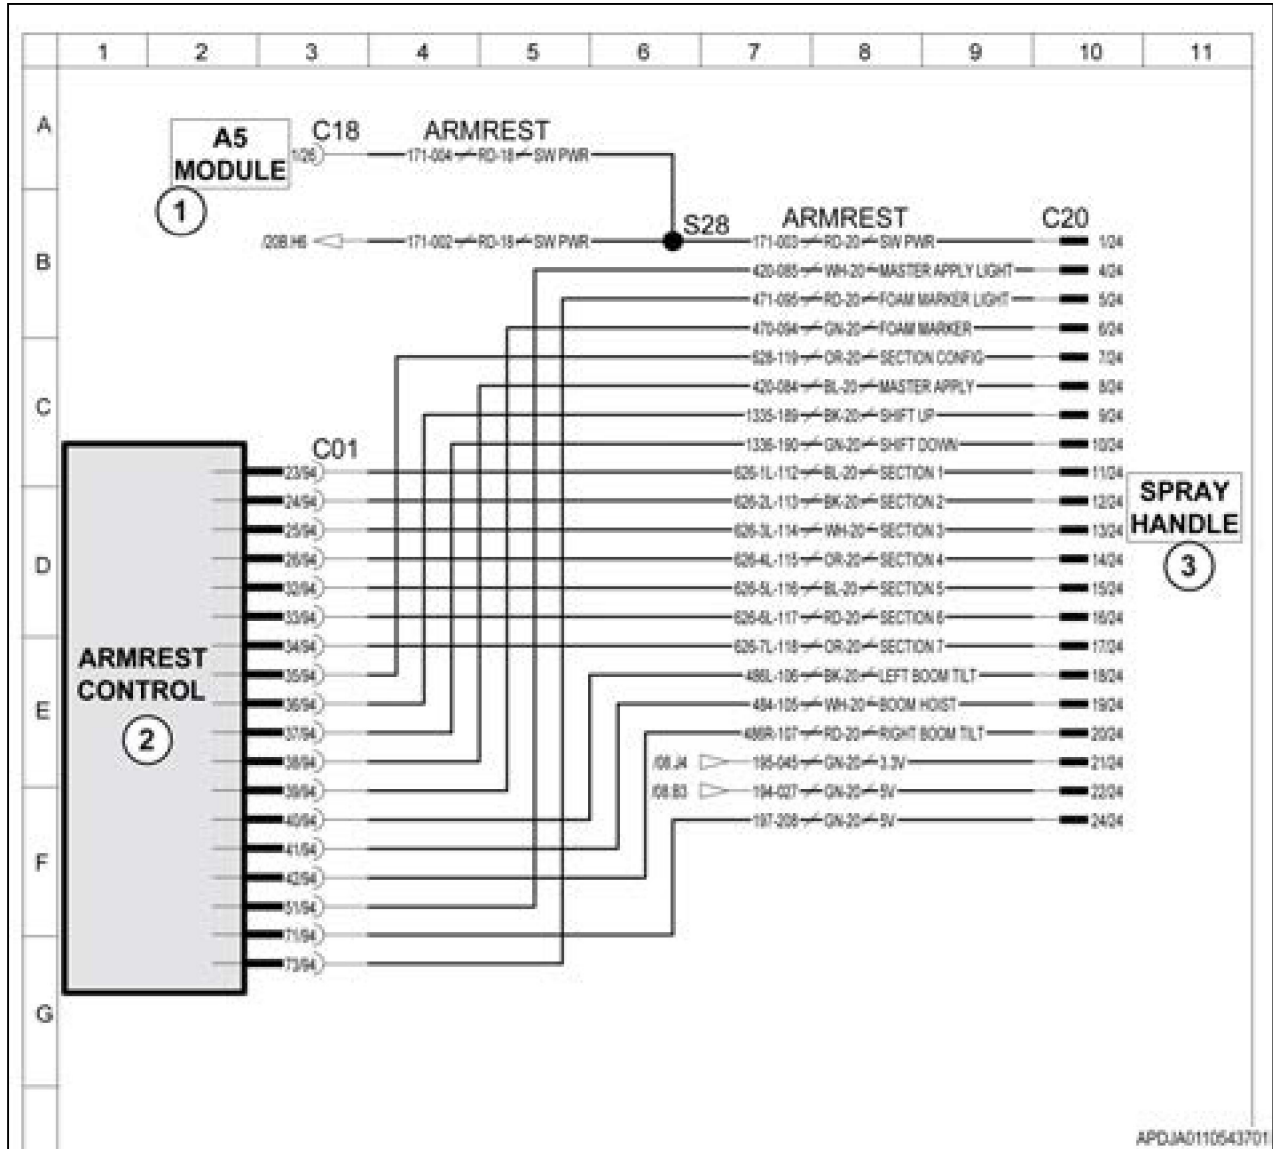 1 2 3 4 5 6 7 8 9 10 11
A
A5 MODULE
C18
ARMREST
1/26
171-004 RD-18 SW PWR
1
S28
ARMREST
C20
/20B.H6
171-002 RD-18 SW PWR
171-003 RD-20 SW PWR
1/24
B
420-085 WH-20 MASTER APPLY LIGHT 4/24
471-095 RD-20 FOAM MARKER LIGHT 5/24
470-094 GN-20 FOAM MARKER 6/24
628-119 OR-20 SECTION CONFIG 7/24
420-084 BL-20 MASTER APPLY 8/24
C
1335-189 BK-20 SHIFT UP 9/24
1336-190 GN-20 SHIFT DOWN 10/24
C01
23/94 626-1L-112 BL-20 SECTION 1 11/24
24/94 626-2L-113 BK-20 SECTION 2 12/24
25/94 626-3L-114 WH-20 SECTION 3 13/24
SPRAY
HANDLE
3
D
26/94 626-4L-115 OR-20 SECTION 4 14/24
32/94 626-5L-116 BL-20 SECTION 5 15/24
33/94 626-6L-117 RD-20 SECTION 6 16/24
34/94 626-7L-118 OR-20 SECTION 7 17/24
ARMREST
CONTROL
2
35/94 486L-106 BK-20 LEFT BOOM TILT 18/24
E
36/94 484-105 WH-20 BOOM HOIST 19/24
37/94 486R-107 RD-20 RIGHT BOOM TILT 20/24
38/94 /08.J4 195-045 GN-20 3.3V 21/24
39/94 /08.B3 194-027 GN-20 5V 22/24
40/94 197-208 GN-20 5V 24/24
41/94
F
42/94
51/94
71/94
73/94
G
APDJA0110543701